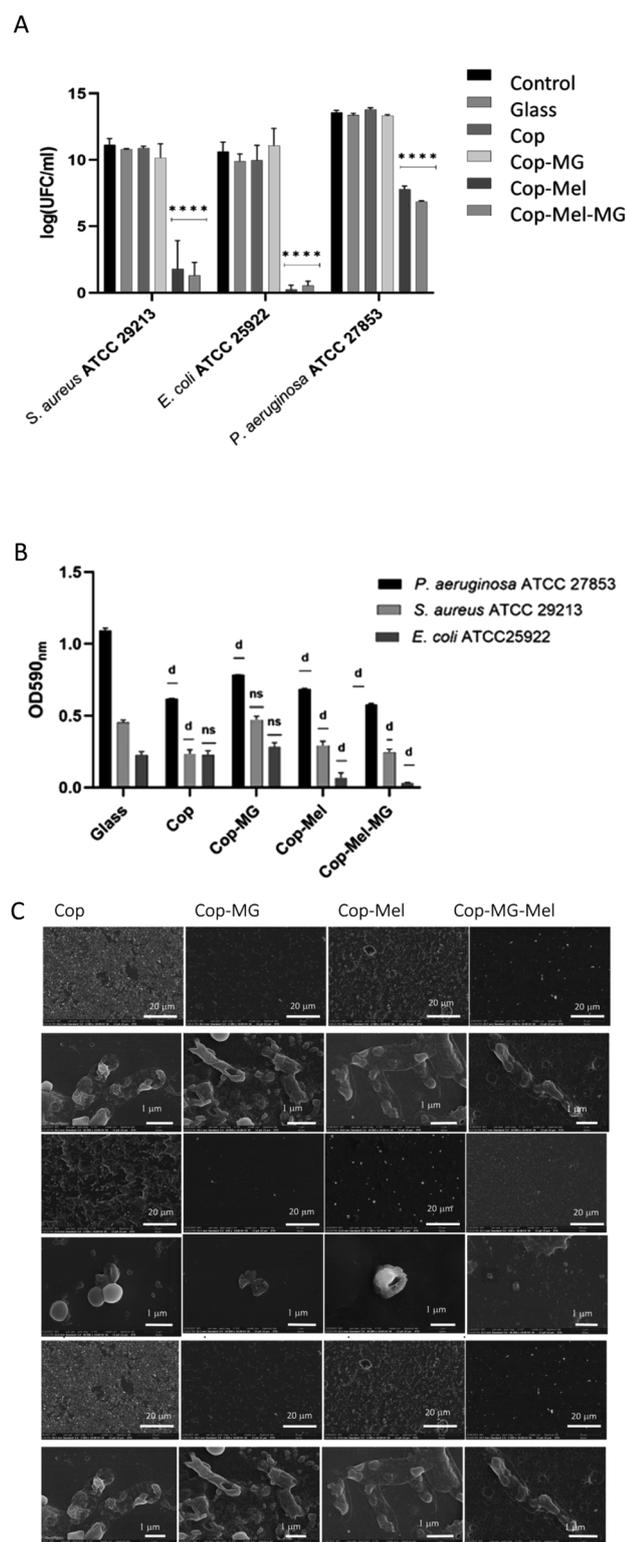 A
15
10
5
0
log(UFC/ml)
****
****
****
S. aureus ATCC 29213
E. coli ATCC 25922
P. aeruginosa ATCC 27853
Control
Glass
Cop
Cop-MG
Cop-Mel
Cop-Mel-MG
B
1.5
1.0
0.5
0.0
OD590nm
d
d
ns
d
ns
ns
d
d
d
d
d
d
Glass
Cop
Cop-MG
Cop-Mel
Cop-Mel-MG
P. aeruginosa ATCC 27853
S. aureus ATCC 29213
E. coli ATCC25922
C
Cop Cop-MG Cop-Mel Cop-MG-Mel
20 µm 20 µm 20 µm 20 µm
1 µm 1 µm 1 µm 1 µm
20 µm 20 µm 20 µm 20 µm
1 µm 1 µm 1 µm 1 µm
20 µm 20 µm 20 µm 20 µm
1 µm 1 µm 1 µm 1 µm